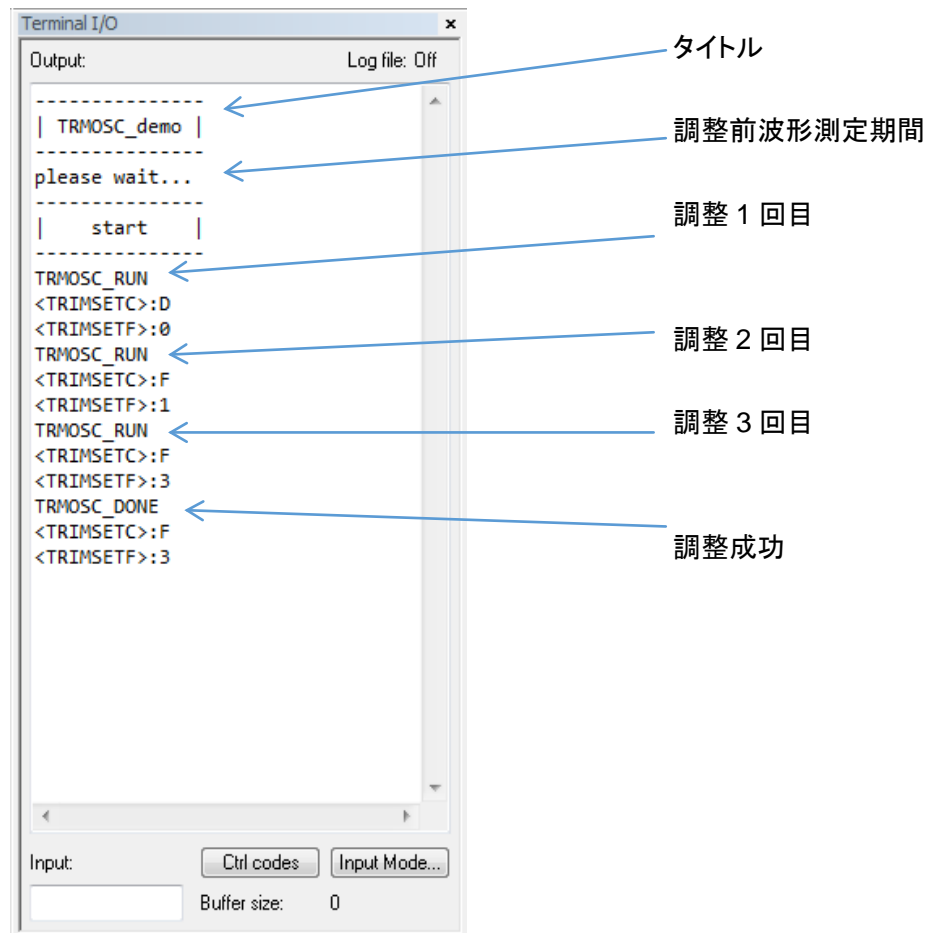 Terminal I/O
Output: Log file: Off
---------------
| TRMOSC_demo |
---------------
please wait...
---------------
| start |
---------------
TRMOSC_RUN
<TRIMSETC>:D
<TRIMSETF>:0
TRMOSC_RUN
<TRIMSETC>:F
<TRIMSETF>:1
TRMOSC_RUN
<TRIMSETC>:F
<TRIMSETF>:3
TRMOSC_DONE
<TRIMSETC>:F
<TRIMSETF>:3
Input: Ctrl codes Input Mode...
Buffer size: 0
タイトル
調整前波形測定期間
調整 1 回目
調整 2 回目
調整 3 回目
調整成功